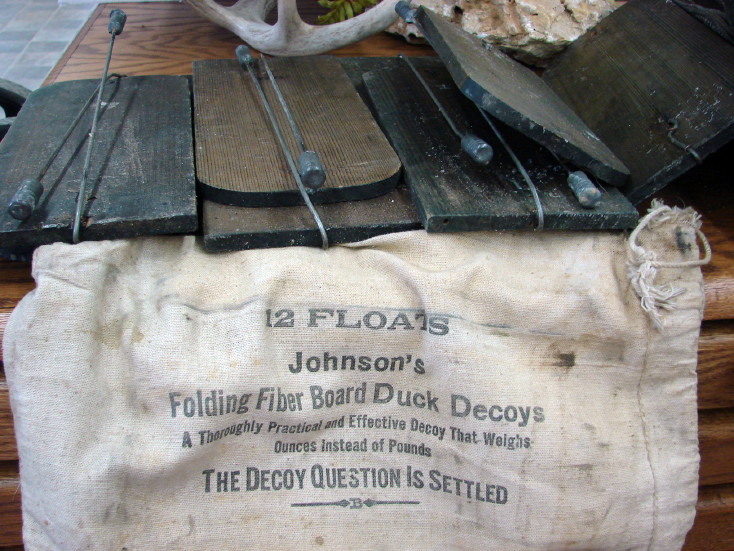 12 FLOATS
Johnson's
Folding Fiber Board Duck Decoys
A Thoroughly Practical and Effective Decoy That Weighs
Ounces Instead of Pounds
THE DECOY QUESTION IS SETTLED
B